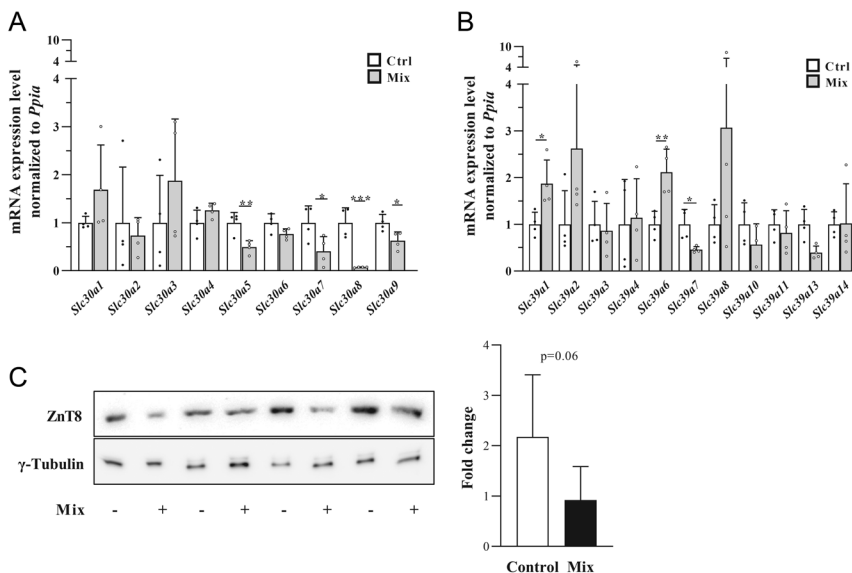 A
mRNA expression level
normalized to Ppia
10
4
4
3
2
1
0
Ctrl
Mix
**
*
***
*
Slc30a1
Slc30a2
Slc30a3
Slc30a4
Slc30a5
Slc30a6
Slc30a7
Slc30a8
Slc30a9
B
mRNA expression level
normalized to Ppia
10
4
4
3
2
1
0
Ctrl
Mix
*
**
*
Slc39a1
Slc39a2
Slc39a3
Slc39a4
Slc39a6
Slc39a7
Slc39a8
Slc39a10
Slc39a11
Slc39a13
Slc39a14
C
ZnT8
γ-Tubulin
Mix - + - + - + - +
Fold change
4
3
2
1
0
p=0.06
Control Mix